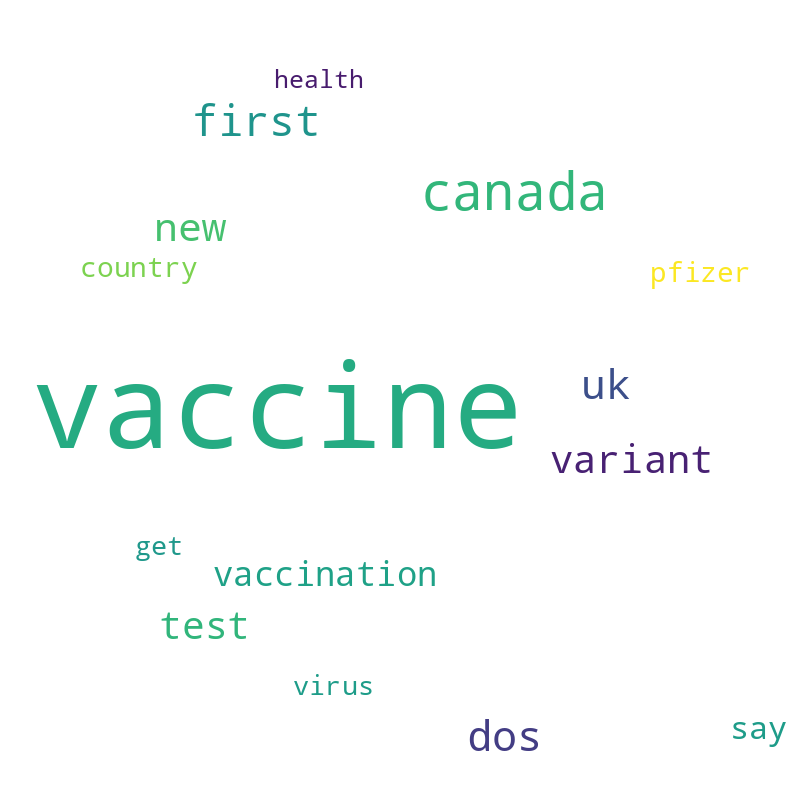 health
first
canada
new
country
pfizer
vaccine
uk
variant
get
vaccination
test
virus
dos
say